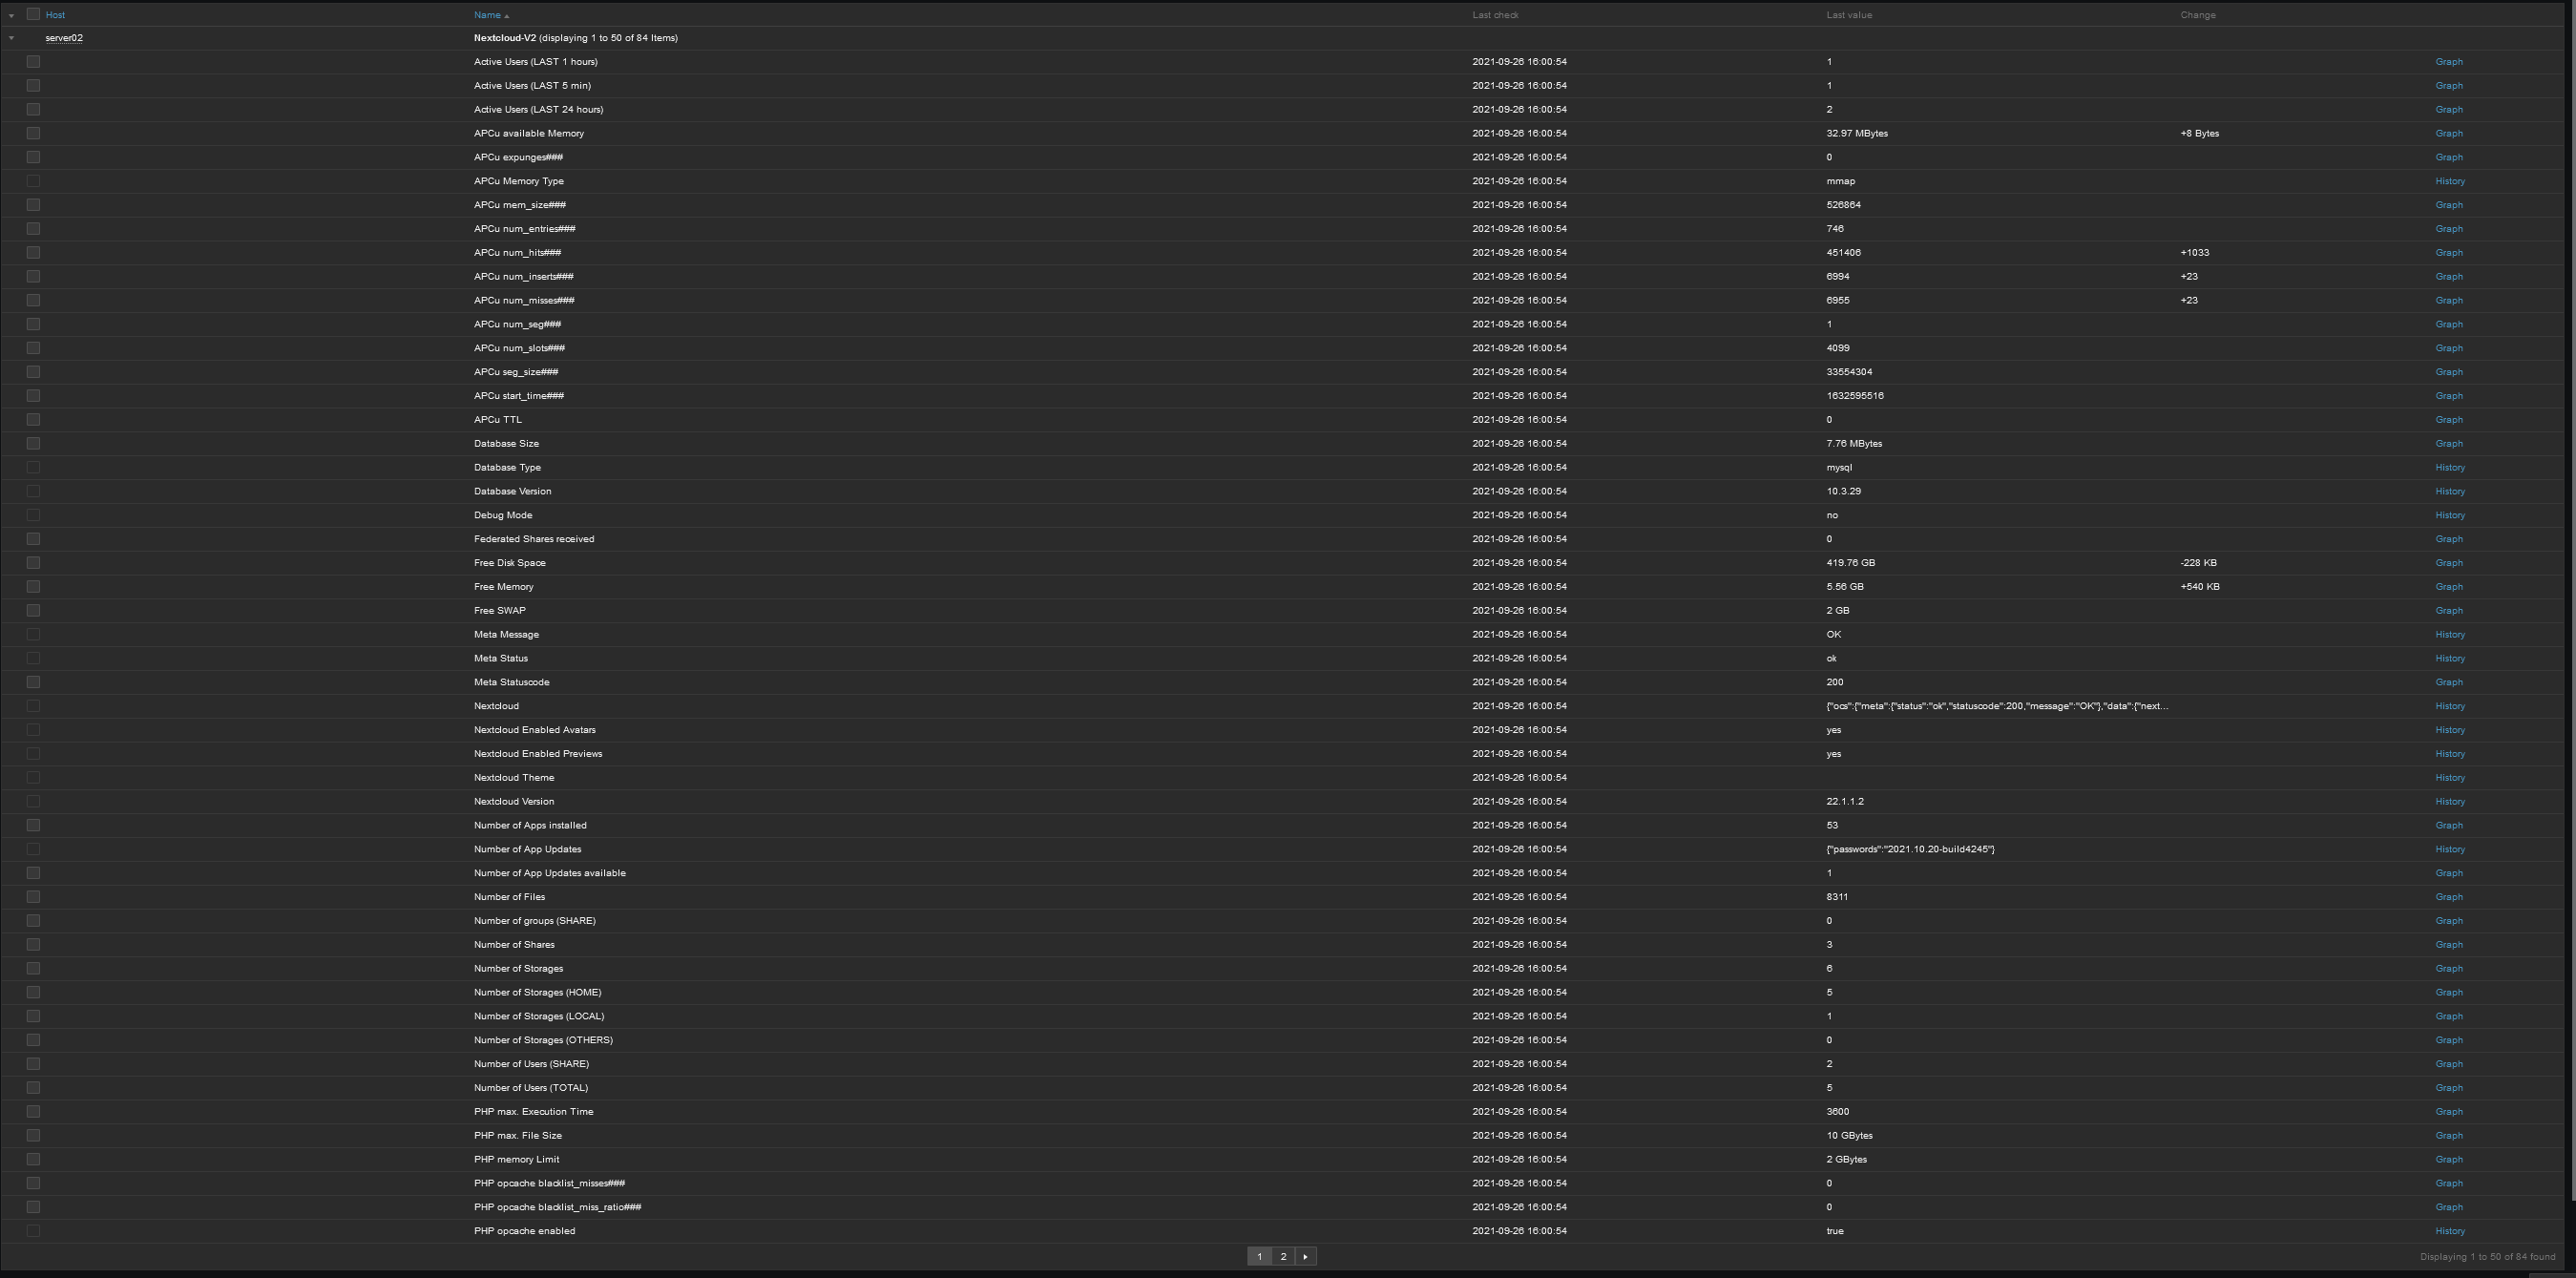 Host Name Last check Last value Change
server02 Nextcloud-V2 (displaying 1 to 50 of 84 Items)
Active Users (LAST 1 hours) 2021-09-26 16:00:54 1 Graph
Active Users (LAST 5 min) 2021-09-26 16:00:54 1 Graph
Active Users (LAST 24 hours) 2021-09-26 16:00:54 2 Graph
APCu available Memory 2021-09-26 16:00:54 32.97 MBytes +8 Bytes Graph
APCu expunges### 2021-09-26 16:00:54 0 Graph
APCu Memory Type 2021-09-26 16:00:54 mmap History
APCu mem_size### 2021-09-26 16:00:54 526864 Graph
APCu num_entries### 2021-09-26 16:00:54 746 Graph
APCu num_hits### 2021-09-26 16:00:54 451406 +1033 Graph
APCu num_inserts### 2021-09-26 16:00:54 6994 +23 Graph
APCu num_misses### 2021-09-26 16:00:54 6955 +23 Graph
APCu num_seg### 2021-09-26 16:00:54 1 Graph
APCu num_slots### 2021-09-26 16:00:54 4099 Graph
APCu seg_size### 2021-09-26 16:00:54 33554304 Graph
APCu start_time### 2021-09-26 16:00:54 1632595516 Graph
APCu TTL 2021-09-26 16:00:54 0 Graph
Database Size 2021-09-26 16:00:54 7.76 MBytes Graph
Database Type 2021-09-26 16:00:54 mysql History
Database Version 2021-09-26 16:00:54 10.3.29 History
Debug Mode 2021-09-26 16:00:54 no History
Federated Shares received 2021-09-26 16:00:54 0 Graph
Free Disk Space 2021-09-26 16:00:54 419.76 GB -228 KB Graph
Free Memory 2021-09-26 16:00:54 5.56 GB +540 KB Graph
Free SWAP 2021-09-26 16:00:54 2 GB Graph
Meta Message 2021-09-26 16:00:54 OK History
Meta Status 2021-09-26 16:00:54 ok History
Meta Statuscode 2021-09-26 16:00:54 200 Graph
Nextcloud 2021-09-26 16:00:54 {"ocs":{"meta":{"status":"ok","statuscode":200,"message":"OK"},"data":{"next... History
Nextcloud Enabled Avatars 2021-09-26 16:00:54 yes History
Nextcloud Enabled Previews 2021-09-26 16:00:54 yes History
Nextcloud Theme 2021-09-26 16:00:54 History
Nextcloud Version 2021-09-26 16:00:54 22.1.1.2 History
Number of Apps installed 2021-09-26 16:00:54 53 Graph
Number of App Updates 2021-09-26 16:00:54 {"passwords":"2021.10.20-build4245"} History
Number of App Updates available 2021-09-26 16:00:54 1 Graph
Number of Files 2021-09-26 16:00:54 8311 Graph
Number of groups (SHARE) 2021-09-26 16:00:54 0 Graph
Number of Shares 2021-09-26 16:00:54 3 Graph
Number of Storages 2021-09-26 16:00:54 6 Graph
Number of Storages (HOME) 2021-09-26 16:00:54 5 Graph
Number of Storages (LOCAL) 2021-09-26 16:00:54 1 Graph
Number of Storages (OTHERS) 2021-09-26 16:00:54 0 Graph
Number of Users (SHARE) 2021-09-26 16:00:54 2 Graph
Number of Users (TOTAL) 2021-09-26 16:00:54 5 Graph
PHP max. Execution Time 2021-09-26 16:00:54 3600 Graph
PHP max. File Size 2021-09-26 16:00:54 10 GBytes Graph
PHP memory Limit 2021-09-26 16:00:54 2 GBytes Graph
PHP opcache blacklist_misses### 2021-09-26 16:00:54 0 Graph
PHP opcache blacklist_miss_ratio### 2021-09-26 16:00:54 0 Graph
PHP opcache enabled 2021-09-26 16:00:54 true History
1 2 Displaying 1 to 50 of 84 found